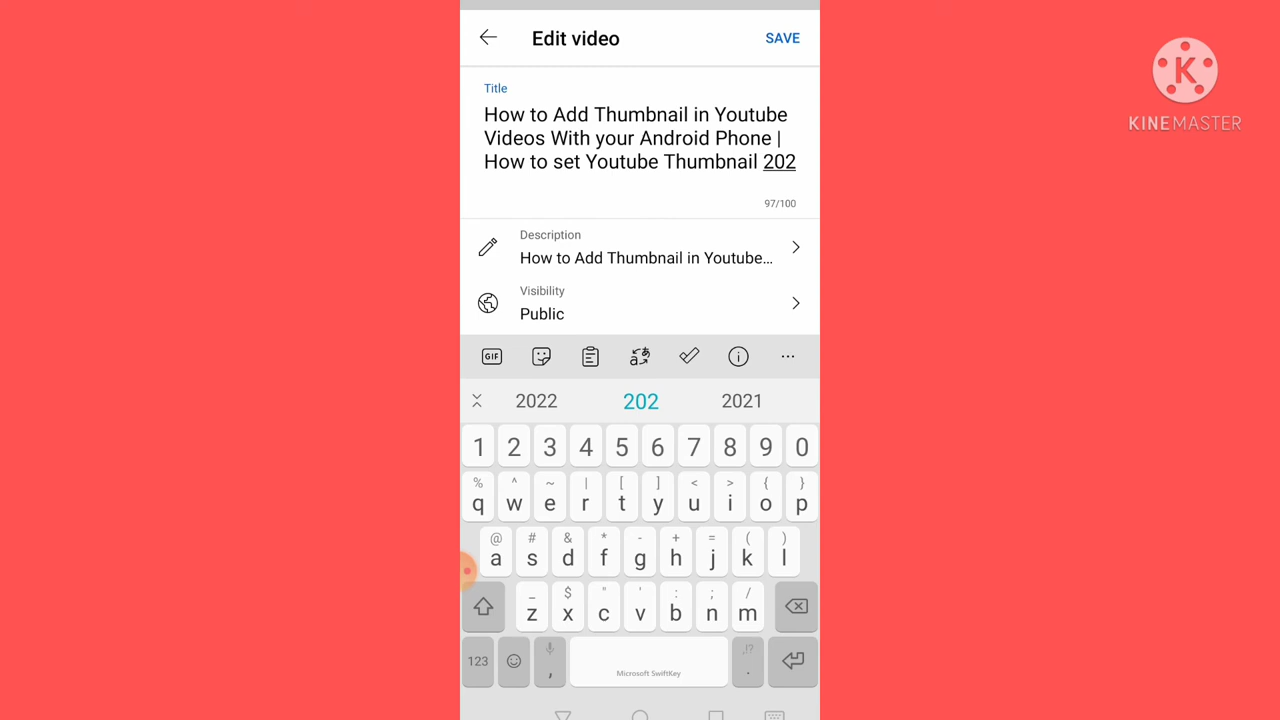 Edit video
SAVE
Title
How to Add Thumbnail in Youtube
Videos With your Android Phone |
How to set Youtube Thumbnail 202
97/100
Description
How to Add Thumbnail in Youtube...
Visibility
Public
KINEMASTER
GIF
2022 202 2021
1 2 3 4 5 6 7 8 9 0
% ^ ~ | [ ] < > { }
q w e r t y u i o p
@ # & * - + = ( )
a s d f g h j k l
_ $ " ' : ; /
z x c v b n m
,!?
123 , .
Microsoft SwiftKey